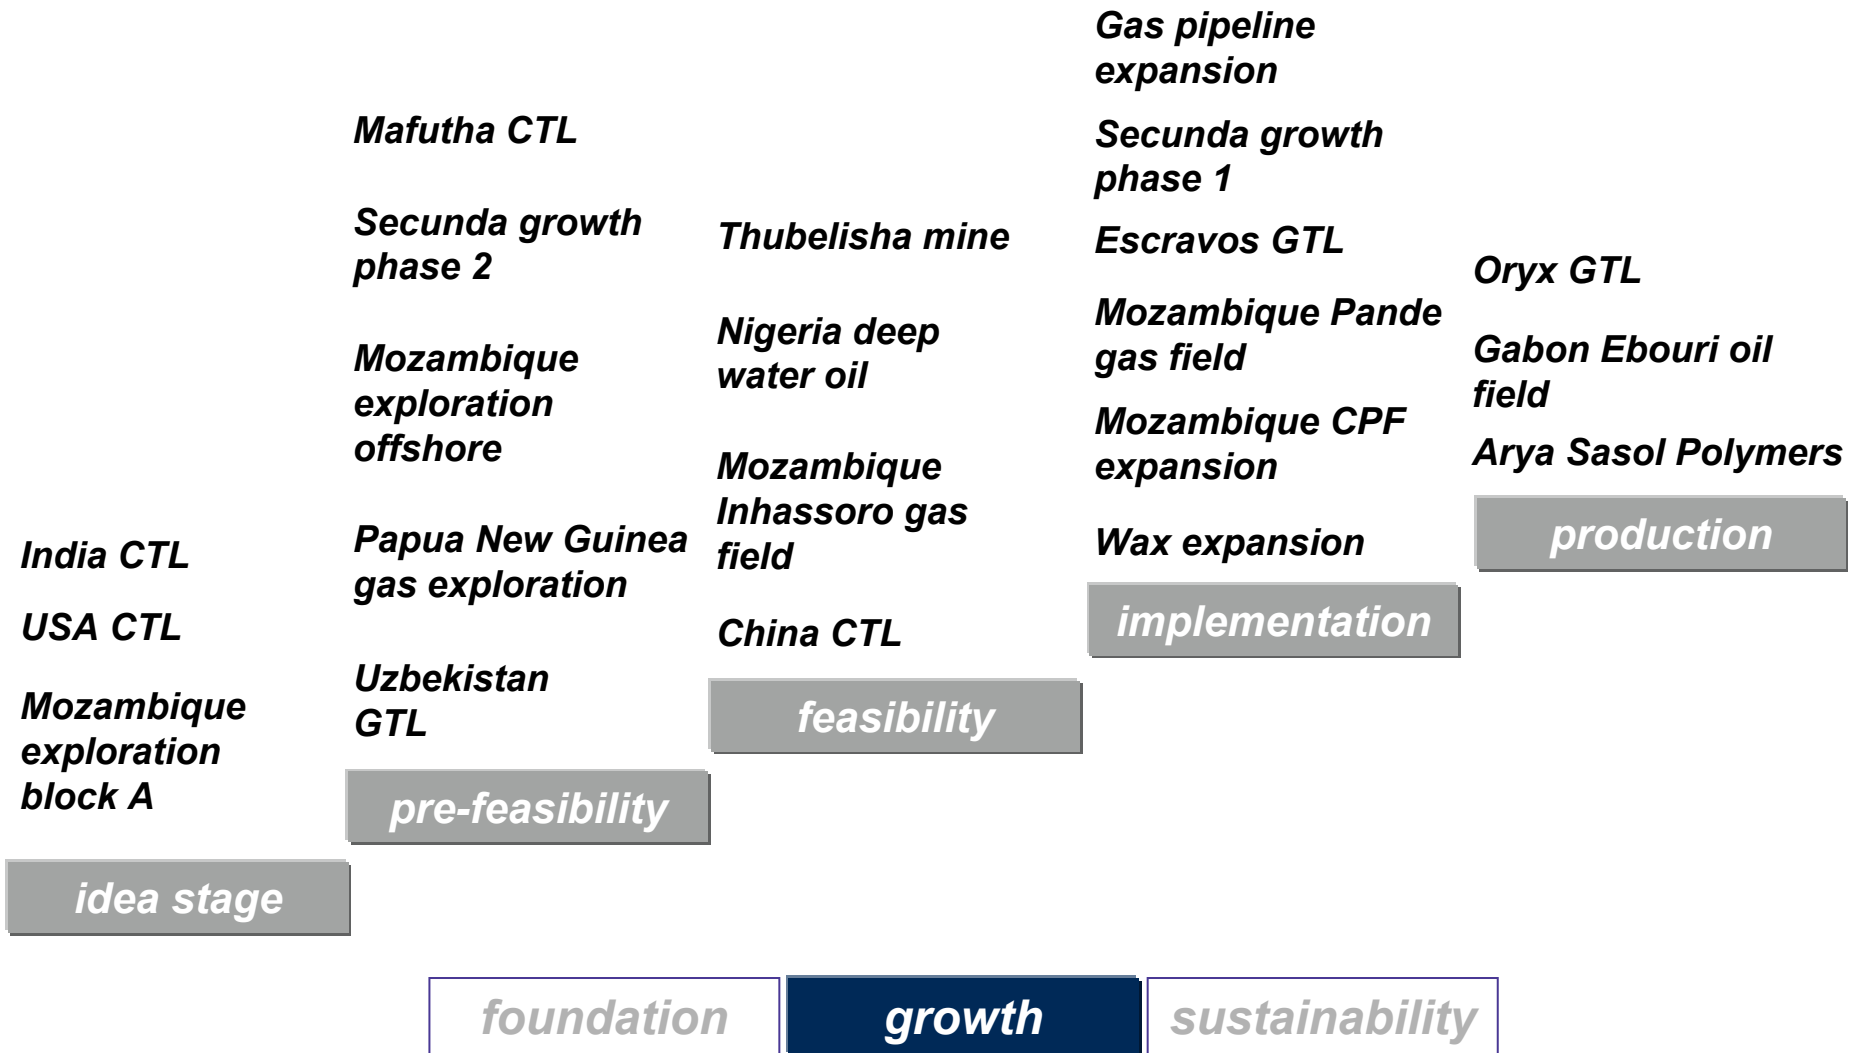 India CTL
USA CTL
Mozambique
exploration
block A
idea stage
Mafutha CTL
Secunda growth
phase 2
Mozambique
exploration
offshore
Papua New Guinea
gas exploration
Uzbekistan
GTL
pre-feasibility
Thubelisha mine
Nigeria deep
water oil
Mozambique
Inhassoro gas
field
China CTL
feasibility
Gas pipeline
expansion
Secunda growth
phase 1
Escravos GTL
Mozambique Pande
gas field
Mozambique CPF
expansion
Wax expansion
implementation
Oryx GTL
Gabon Ebouri oil
field
Arya Sasol Polymers
production
foundation
growth
sustainability